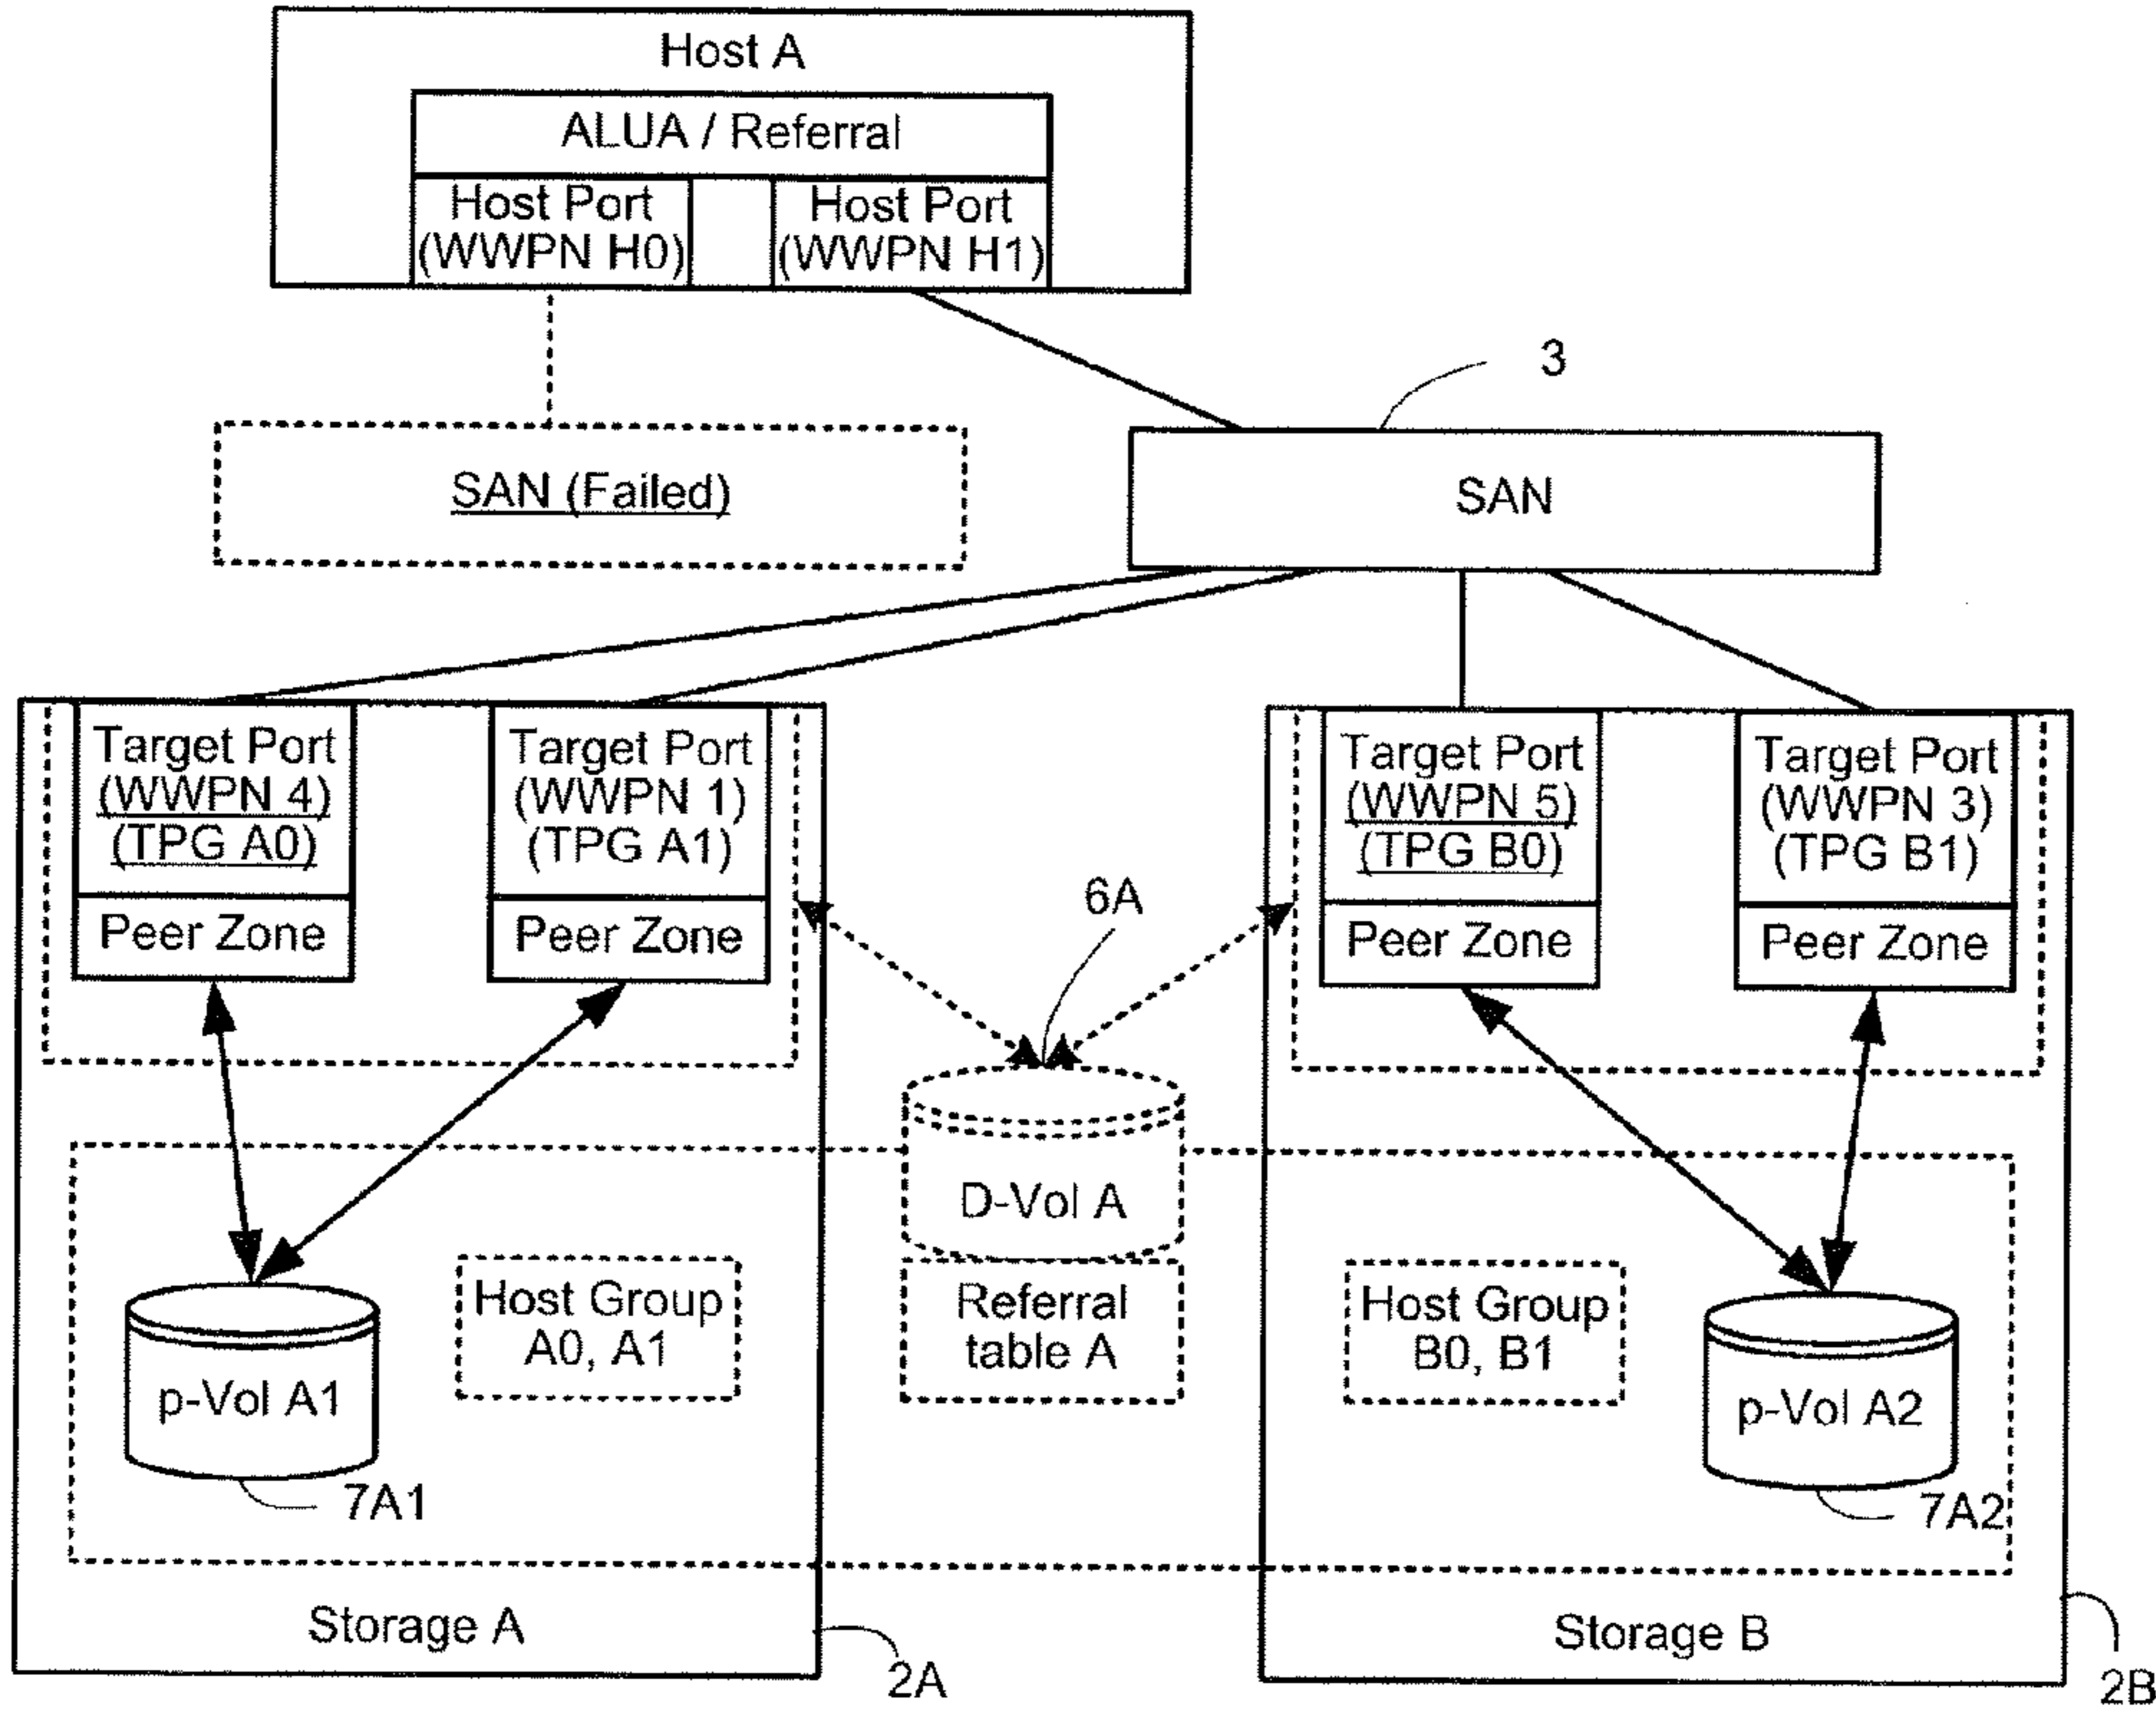 Host A
ALUA / Referral
Host Port
(WWPN H0)
Host Port
(WWPN H1)
3
SAN (Failed)
SAN
Target Port
(WWPN 4)
(TPG A0)
Peer Zone
Target Port
(WWPN 1)
(TPG A1)
Peer Zone
6A
Target Port
(WWPN 5)
(TPG B0)
Peer Zone
Target Port
(WWPN 3)
(TPG B1)
Peer Zone
D-Vol A
Referral
table A
Host Group
A0, A1
Host Group
B0, B1
p-Vol A1
7A1
p-Vol A2
7A2
Storage A
2A
Storage B
2B